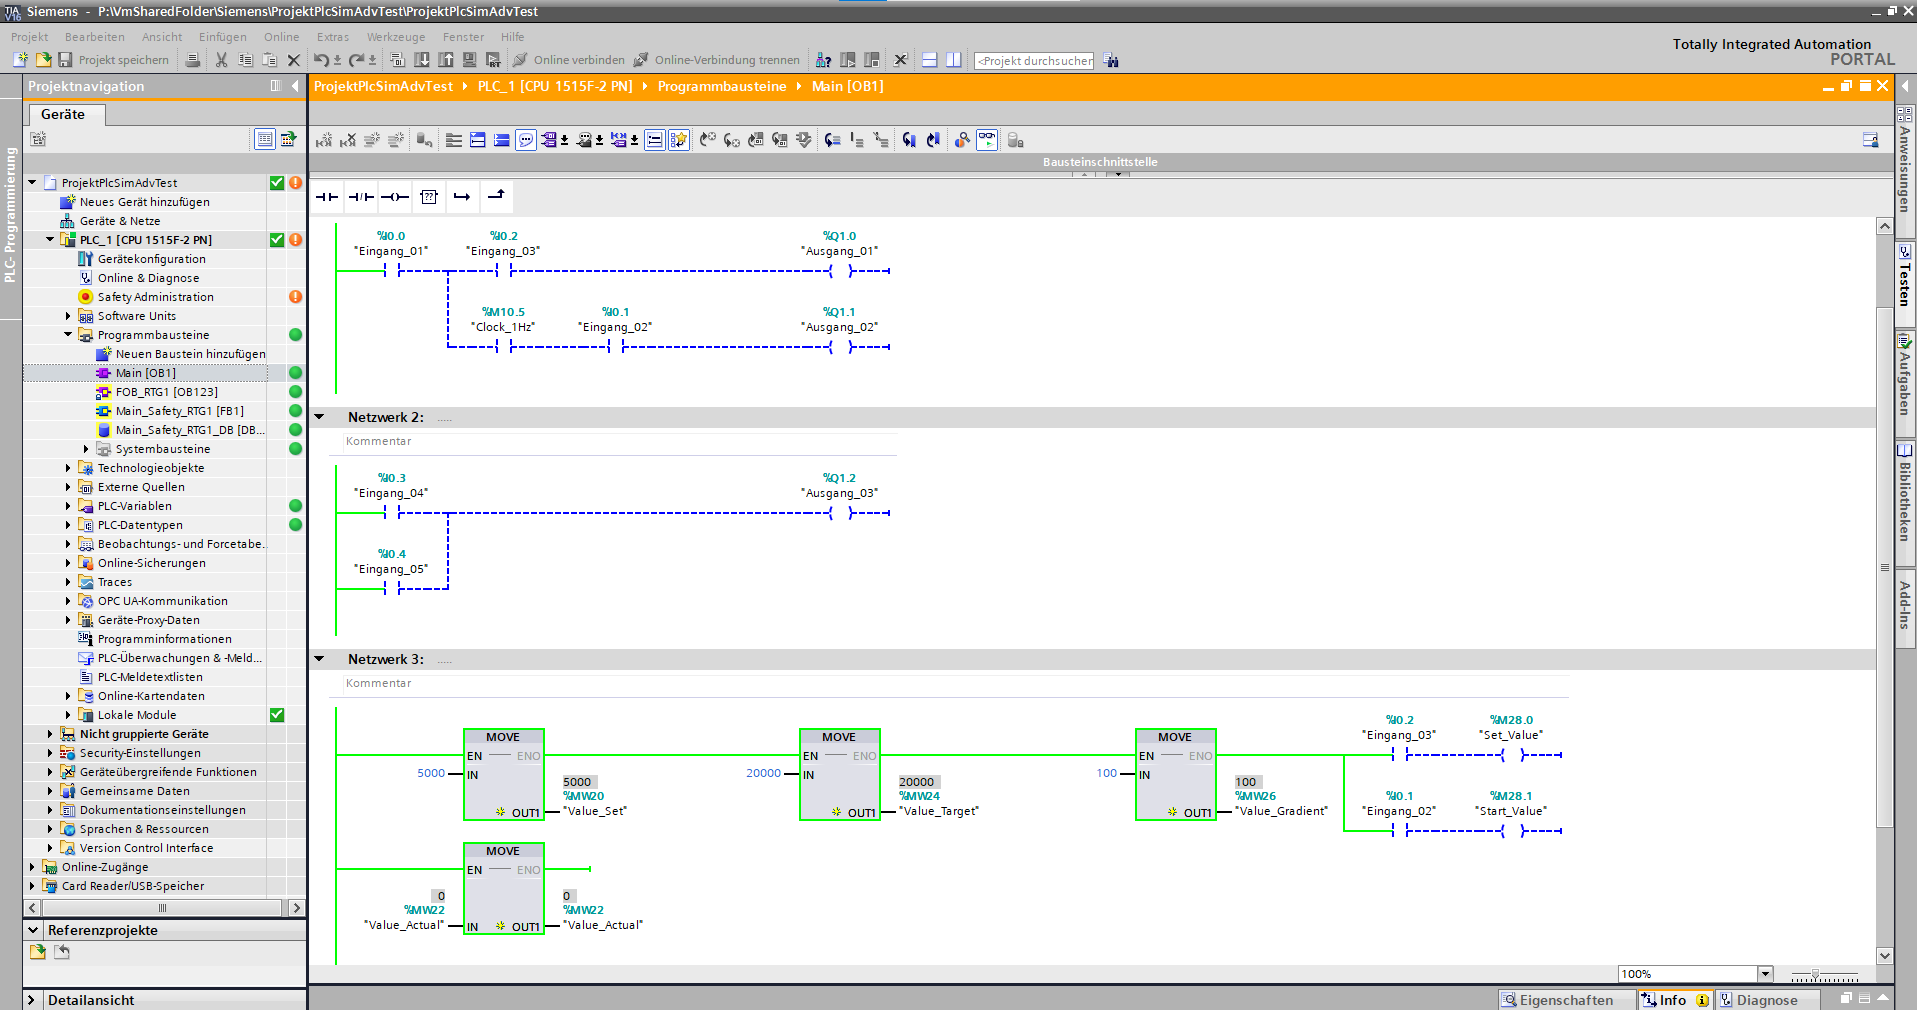 Siemens - P:\VmSharedFolder\Siemens\ProjektPlcSimAdvTest\ProjektPlcSimAdvTest
Projekt Bearbeiten Ansicht Einfügen Online Extras Werkzeuge Fenster Hilfe
Totally Integrated Automation
PORTAL
Projekt speichern Online verbinden Online-Verbindung trennen <Projekt durchsuchen
Projektnavigation
ProjektPlcSimAdvTest PLC_1 [CPU 1515F-2 PN] Programmbausteine Main [OB1]
Geräte
PLC- Programmierung
ProjektPlcSimAdvTest
Neues Gerät hinzufügen
Geräte & Netze
PLC_1 [CPU 1515F-2 PN]
Gerätekonfiguration
Online & Diagnose
Safety Administration
Software Units
Programmbausteine
Neuen Baustein hinzufügen
Main [OB1]
FOB_RTG1 [OB123]
Main_Safety_RTG1 [FB1]
Main_Safety_RTG1_DB [DB...
Systembausteine
Technologieobjekte
Externe Quellen
PLC-Variablen
PLC-Datentypen
Beobachtungs- und Forcetabe..
Online-Sicherungen
Traces
OPC UA-Kommunikation
Geräte-Proxy-Daten
Programminformationen
PLC-Überwachungen & -Meld...
PLC-Meldetextlisten
Online-Kartendaten
Lokale Module
Nicht gruppierte Geräte
Security-Einstellungen
Geräteübergreifende Funktionen
Gemeinsame Daten
Dokumentationseinstellungen
Sprachen & Ressourcen
Version Control Interface
Online-Zugänge
Card Reader/USB-Speicher
Referenzprojekte
Detailansicht
Bausteinschnittstelle
??
%I0.0 %I0.2 %Q1.0
"Eingang_01" "Eingang_03" "Ausgang_01"
%M10.5 %I0.1 %Q1.1
"Clock_1Hz" "Eingang_02" "Ausgang_02"
Netzwerk 2: .....
Kommentar
%I0.3 %Q1.2
"Eingang_04" "Ausgang_03"
%I0.4
"Eingang_05"
Netzwerk 3: .....
Kommentar
%I0.2 %M28.0
"Eingang_03" "Set_Value"
MOVE MOVE MOVE
EN ENO EN ENO EN ENO
5000 IN 20000 IN 100 IN
5000 20000 100
%MW20 %MW24 %MW26 %I0.1 %M28.1
OUT1 "Value_Set" OUT1 "Value_Target" OUT1 "Value_Gradient" "Eingang_02" "Start_Value"
MOVE
EN ENO
0 0
%MW22 %MW22
"Value_Actual" IN OUT1 "Value_Actual"
100%
Eigenschaften Info Diagnose
Anweisungen
Testen
Aufgaben
Bibliotheken
Add-Ins